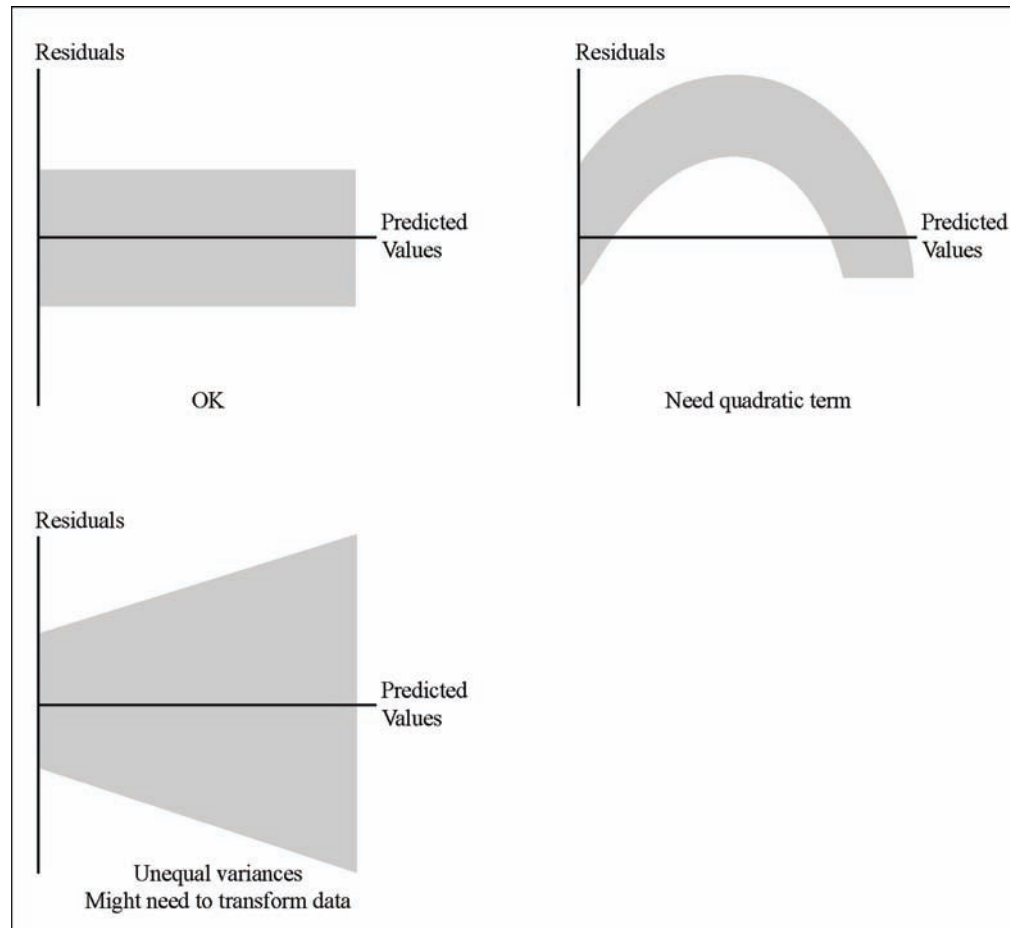 Residuals
Predicted
Values
OK
Residuals
Predicted
Values
Need quadratic term
Residuals
Predicted
Values
Unequal variances
Might need to transform data